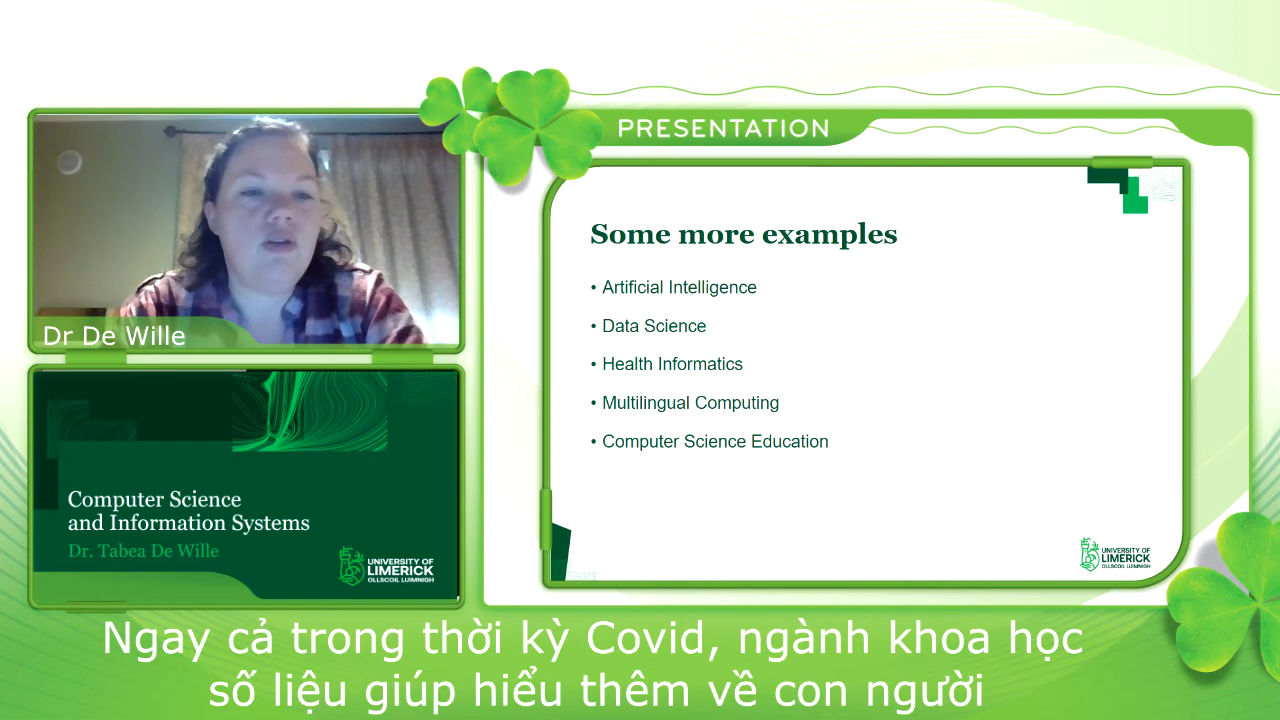 PRESENTATION
Dr De Wille
Computer Science
and Information Systems
Dr. Tabea De Wille
UNIVERSITY OF
LIMERICK
OLLSCOIL LUIMNIGH
Some more examples
• Artificial Intelligence
• Data Science
• Health Informatics
• Multilingual Computing
• Computer Science Education
UNIVERSITY OF
LIMERICK
OLLSCOIL LUIMNIGH
Ngay cả trong thời kỳ Covid, ngành khoa học
số liệu giúp hiểu thêm về con người